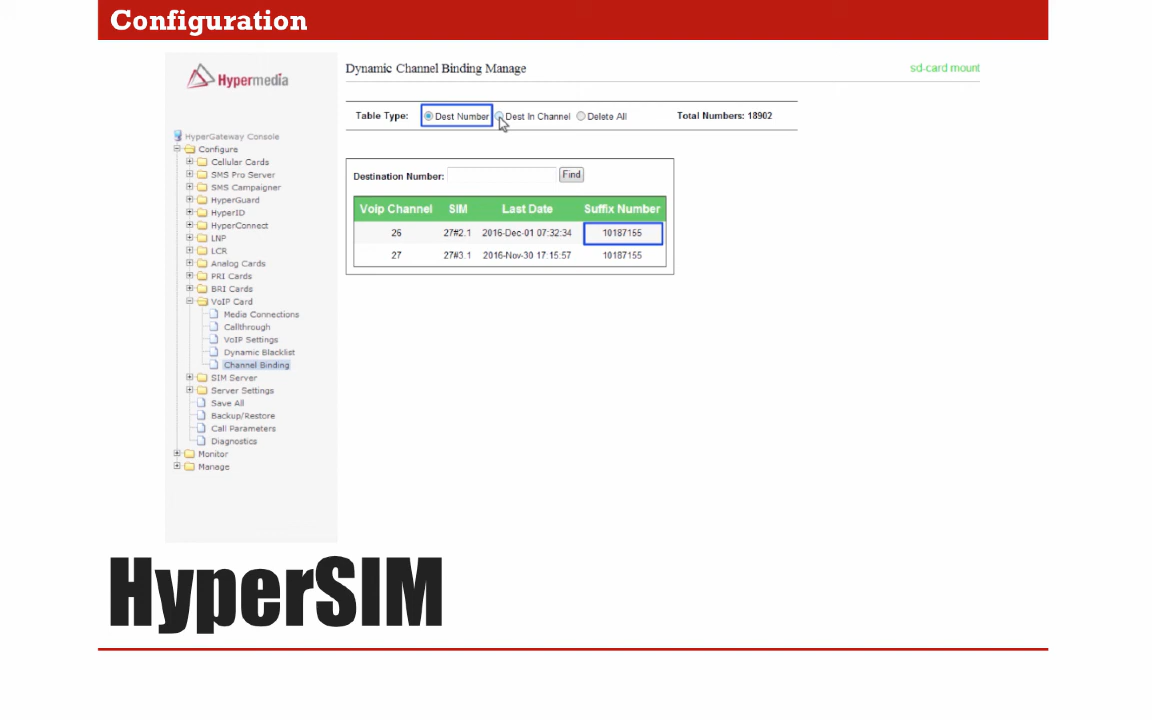 Configuration
Hypermedia
Dynamic Channel Binding Manage
sd-card mount
Table Type: Dest Number Dest In Channel Delete All Total Numbers: 18902
Destination Number: Find
Voip Channel SIM Last Date Suffix Number
26 27#2.1 2016-Dec-01 07:32:34 10187155
27 27#3.1 2016-Nov-30 17:15:57 10187155
HyperGateway Console
Configure
Cellular Cards
SMS Pro Server
SMS Campaigner
HyperGuard
HyperID
HyperConnect
LNP
LCR
Analog Cards
PRI Cards
BRI Cards
VoIP Card
Media Connections
Callthrough
VoIP Settings
Dynamic Blacklist
Channel Binding
SIM Server
Server Settings
Save All
Backup/Restore
Call Parameters
Diagnostics
Monitor
Manage
HyperSIM